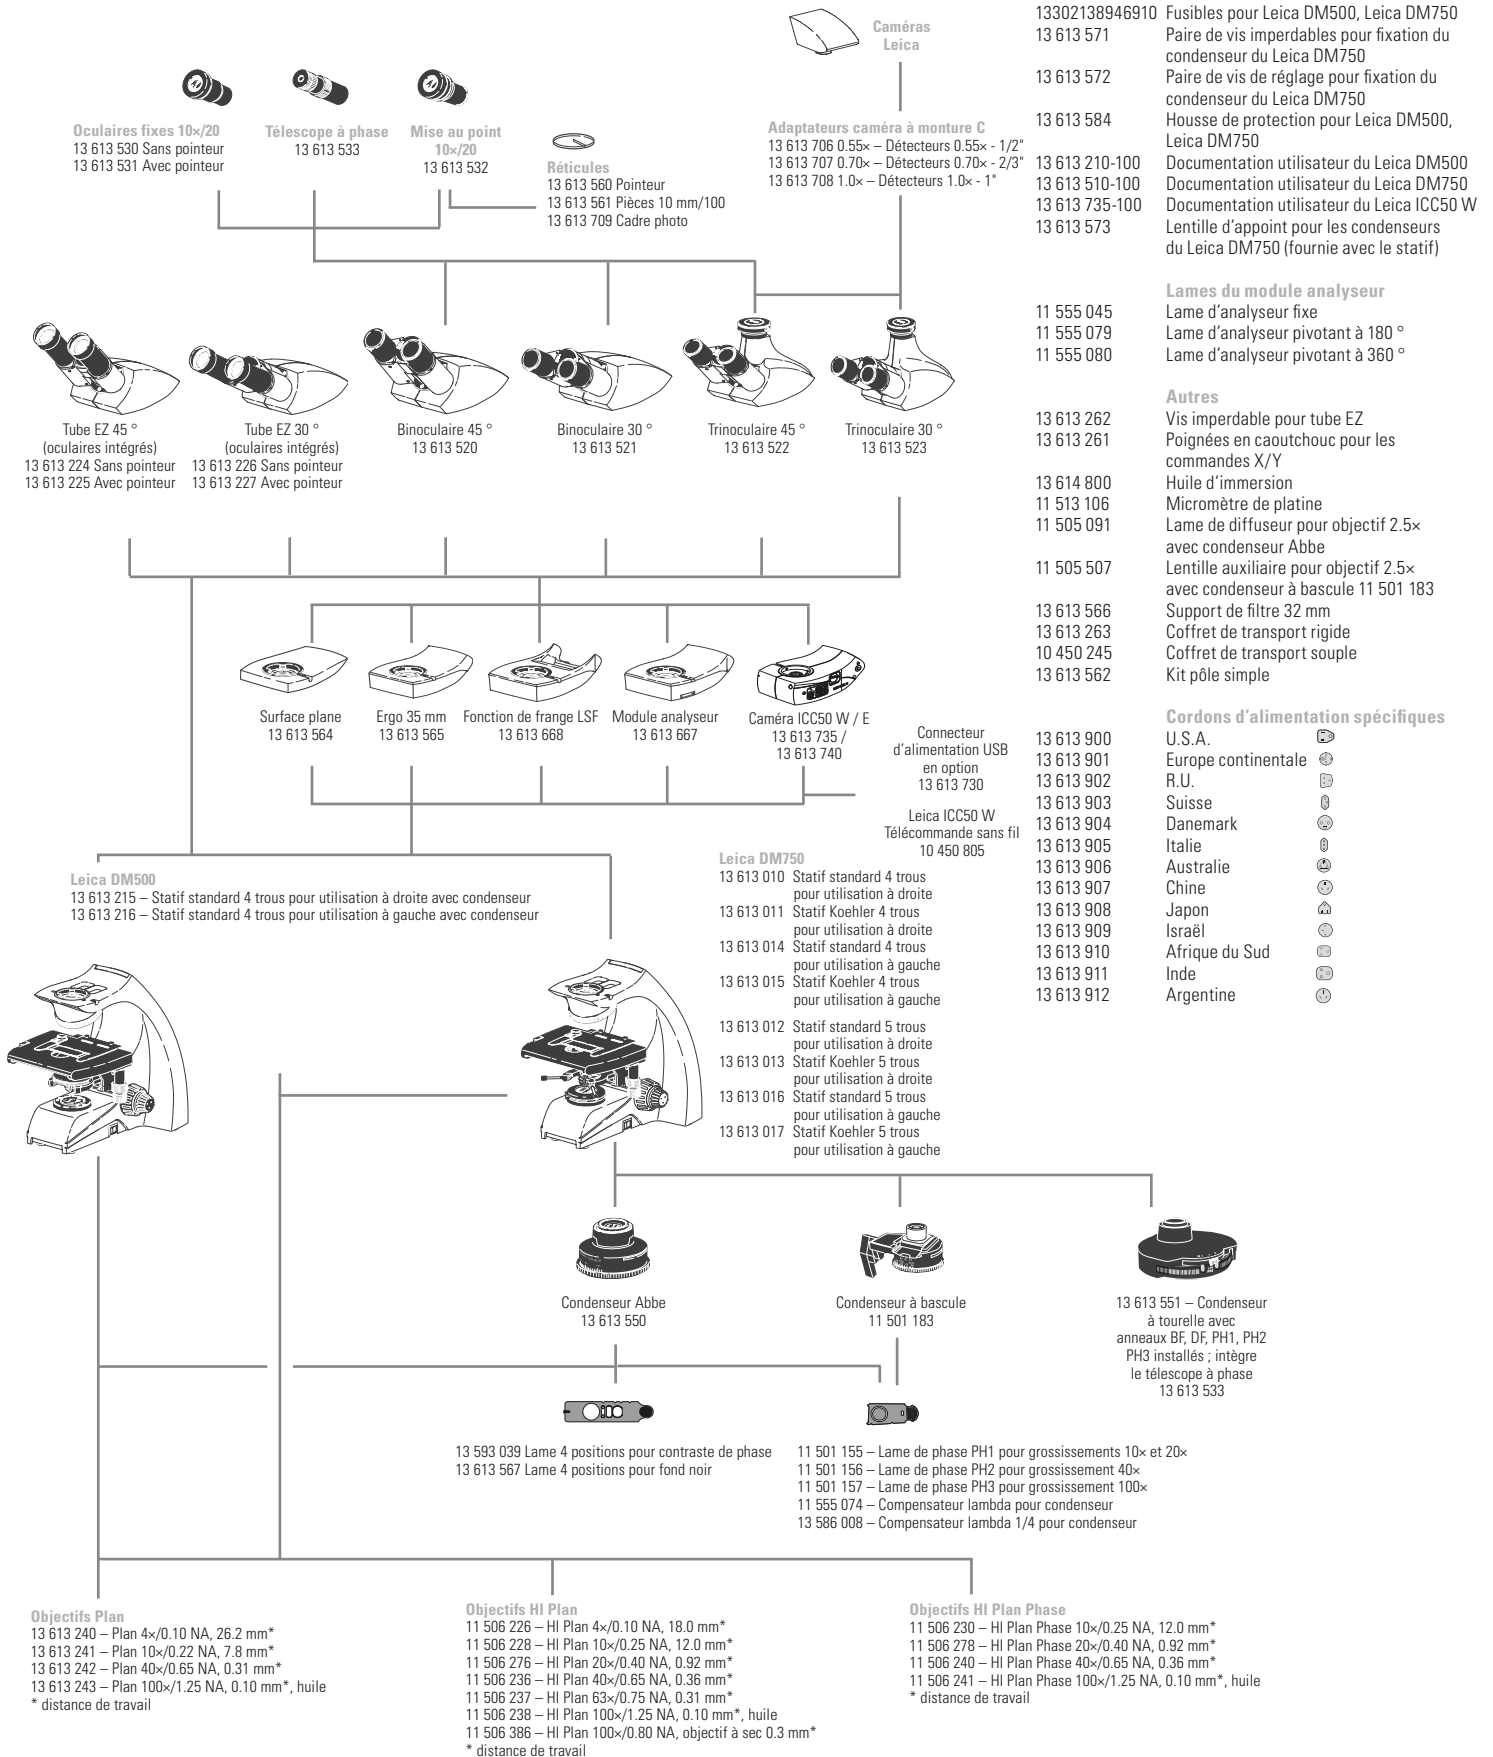 Caméras
Leica
Oculaires fixes 10×/20
13 613 530 Sans pointeur
13 613 531 Avec pointeur
Télescope à phase
13 613 533
Mise au point
10×/20
13 613 532
Réticules
13 613 560 Pointeur
13 613 561 Pièces 10 mm/100
13 613 709 Cadre photo
Adaptateurs caméra à monture C
13 613 706 0.55× – Détecteurs 0.55× - 1/2"
13 613 707 0.70× – Détecteurs 0.70× - 2/3"
13 613 708 1.0× – Détecteurs 1.0× - 1"
Tube EZ 45 °
(oculaires intégrés)
13 613 224 Sans pointeur
13 613 225 Avec pointeur
Tube EZ 30 °
(oculaires intégrés)
13 613 226 Sans pointeur
13 613 227 Avec pointeur
Binoculaire 45 °
13 613 520
Binoculaire 30 °
13 613 521
Trinoculaire 45 °
13 613 522
Trinoculaire 30 °
13 613 523
Surface plane
13 613 564
Ergo 35 mm
13 613 565
Fonction de frange LSF
13 613 668
Module analyseur
13 613 667
Caméra ICC50 W / E
13 613 735 /
13 613 740
Connecteur
d'alimentation USB
en option
13 613 730
Leica ICC50 W
Télécommande sans fil
10 450 805
Leica DM500
13 613 215 – Statif standard 4 trous pour utilisation à droite avec condenseur
13 613 216 – Statif standard 4 trous pour utilisation à gauche avec condenseur
Leica DM750
13 613 010 Statif standard 4 trous
pour utilisation à droite
13 613 011 Statif Koehler 4 trous
pour utilisation à droite
13 613 014 Statif standard 4 trous
pour utilisation à gauche
13 613 015 Statif Koehler 4 trous
pour utilisation à gauche
13 613 012 Statif standard 5 trous
pour utilisation à droite
13 613 013 Statif Koehler 5 trous
pour utilisation à droite
13 613 016 Statif standard 5 trous
pour utilisation à gauche
13 613 017 Statif Koehler 5 trous
pour utilisation à gauche
Condenseur Abbe
13 613 550
Condenseur à bascule
11 501 183
13 613 551 – Condenseur
à tourelle avec
anneaux BF, DF, PH1, PH2
PH3 installés ; intègre
le télescope à phase
13 613 533
13 593 039 Lame 4 positions pour contraste de phase
13 613 567 Lame 4 positions pour fond noir
11 501 155 – Lame de phase PH1 pour grossissements 10× et 20×
11 501 156 – Lame de phase PH2 pour grossissement 40×
11 501 157 – Lame de phase PH3 pour grossissement 100×
11 555 074 – Compensateur lambda pour condenseur
13 586 008 – Compensateur lambda 1/4 pour condenseur
Objectifs Plan
13 613 240 – Plan 4×/0.10 NA, 26.2 mm*
13 613 241 – Plan 10×/0.22 NA, 7.8 mm*
13 613 242 – Plan 40×/0.65 NA, 0.31 mm*
13 613 243 – Plan 100×/1.25 NA, 0.10 mm*, huile
* distance de travail
Objectifs HI Plan
11 506 226 – HI Plan 4×/0.10 NA, 18.0 mm*
11 506 228 – HI Plan 10×/0.25 NA, 12.0 mm*
11 506 276 – HI Plan 20×/0.40 NA, 0.92 mm*
11 506 236 – HI Plan 40×/0.65 NA, 0.36 mm*
11 506 237 – HI Plan 63×/0.75 NA, 0.31 mm*
11 506 238 – HI Plan 100×/1.25 NA, 0.10 mm*, huile
11 506 386 – HI Plan 100×/0.80 NA, objectif à sec 0.3 mm*
* distance de travail
Objectifs HI Plan Phase
11 506 230 – HI Plan Phase 10×/0.25 NA, 12.0 mm*
11 506 278 – HI Plan Phase 20×/0.40 NA, 0.92 mm*
11 506 240 – HI Plan Phase 40×/0.65 NA, 0.36 mm*
11 506 241 – HI Plan Phase 100×/1.25 NA, 0.10 mm*, huile
* distance de travail
13302138946910 Fusibles pour Leica DM500, Leica DM750
13 613 571 Paire de vis imperdables pour fixation du
condenseur du Leica DM750
13 613 572 Paire de vis de réglage pour fixation du
condenseur du Leica DM750
13 613 584 Housse de protection pour Leica DM500,
Leica DM750
13 613 210-100 Documentation utilisateur du Leica DM500
13 613 510-100 Documentation utilisateur du Leica DM750
13 613 735-100 Documentation utilisateur du Leica ICC50 W
13 613 573 Lentille d'appoint pour les condenseurs
du Leica DM750 (fournie avec le statif)
Lames du module analyseur
11 555 045 Lame d'analyseur fixe
11 555 079 Lame d'analyseur pivotant à 180 °
11 555 080 Lame d'analyseur pivotant à 360 °
Autres
13 613 262 Vis imperdable pour tube EZ
13 613 261 Poignées en caoutchouc pour les
commandes X/Y
13 614 800 Huile d'immersion
11 513 106 Micromètre de platine
11 505 091 Lame de diffuseur pour objectif 2.5×
avec condenseur Abbe
11 505 507 Lentille auxiliaire pour objectif 2.5×
avec condenseur à bascule 11 501 183
13 613 566 Support de filtre 32 mm
13 613 263 Coffret de transport rigide
10 450 245 Coffret de transport souple
13 613 562 Kit pôle simple
Cordons d'alimentation spécifiques
13 613 900 U.S.A.
13 613 901 Europe continentale
13 613 902 R.U.
13 613 903 Suisse
13 613 904 Danemark
13 613 905 Italie
13 613 906 Australie
13 613 907 Chine
13 613 908 Japon
13 613 909 Israël
13 613 910 Afrique du Sud
13 613 911 Inde
13 613 912 Argentine